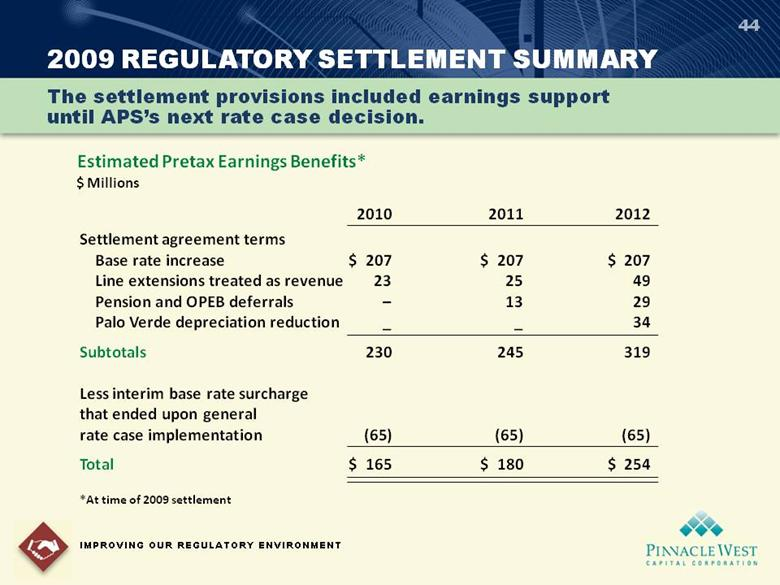 44
2009 REGULATORY SETTLEMENT SUMMARY
The settlement provisions included earnings support
until APS’s next rate case decision.
Estimated Pretax Earnings Benefits*
$ Millions
2010 2011 2012
Settlement agreement terms
Base rate increase $ 207 $ 207 $ 207
Line extensions treated as revenue 23 25 49
Pension and OPEB deferrals – 13 29
Palo Verde depreciation reduction _ _ 34
Subtotals 230 245 319
Less interim base rate surcharge
that ended upon general
rate case implementation (65) (65) (65)
Total $ 165 $ 180 $ 254
*At time of 2009 settlement
IMPROVING OUR REGULATORY ENVIRONMENT
PINNACLE WEST
CAPITAL CORPORATION